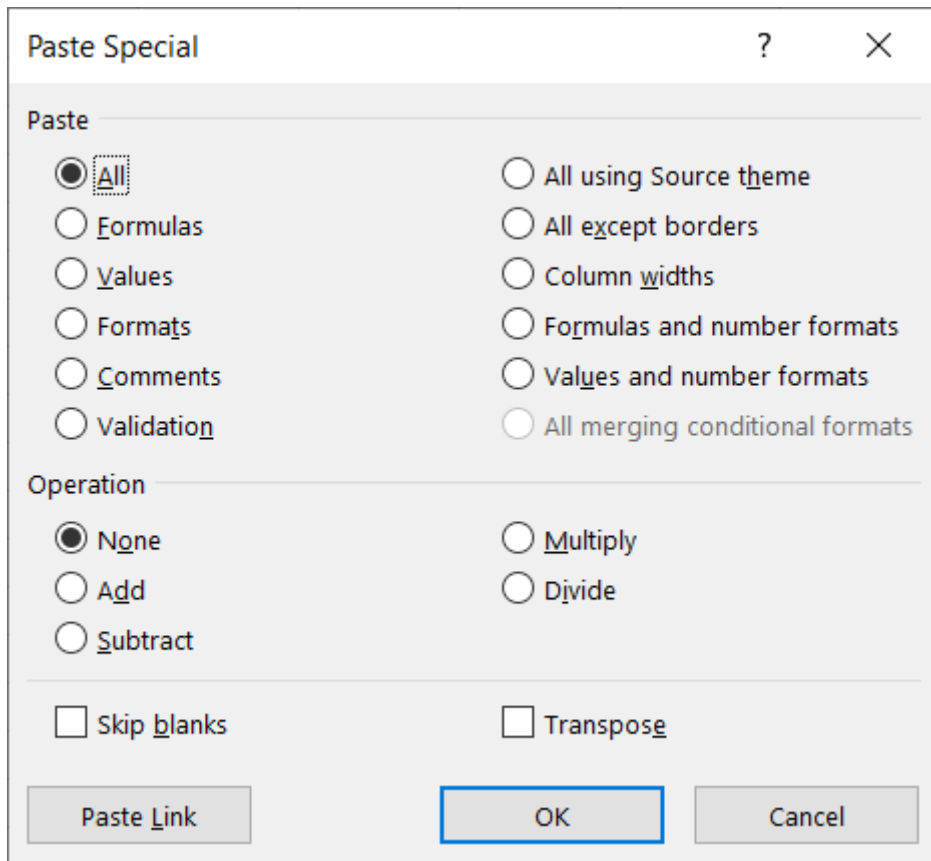 Paste Special ?
Paste
All
All using Source theme
Formulas
All except borders
Values
Column widths
Formats
Formulas and number formats
Comments
Values and number formats
Validation
All merging conditional formats
Operation
None
Multiply
Add
Divide
Subtract
Skip blanks
Transpose
Paste Link
OK
Cancel